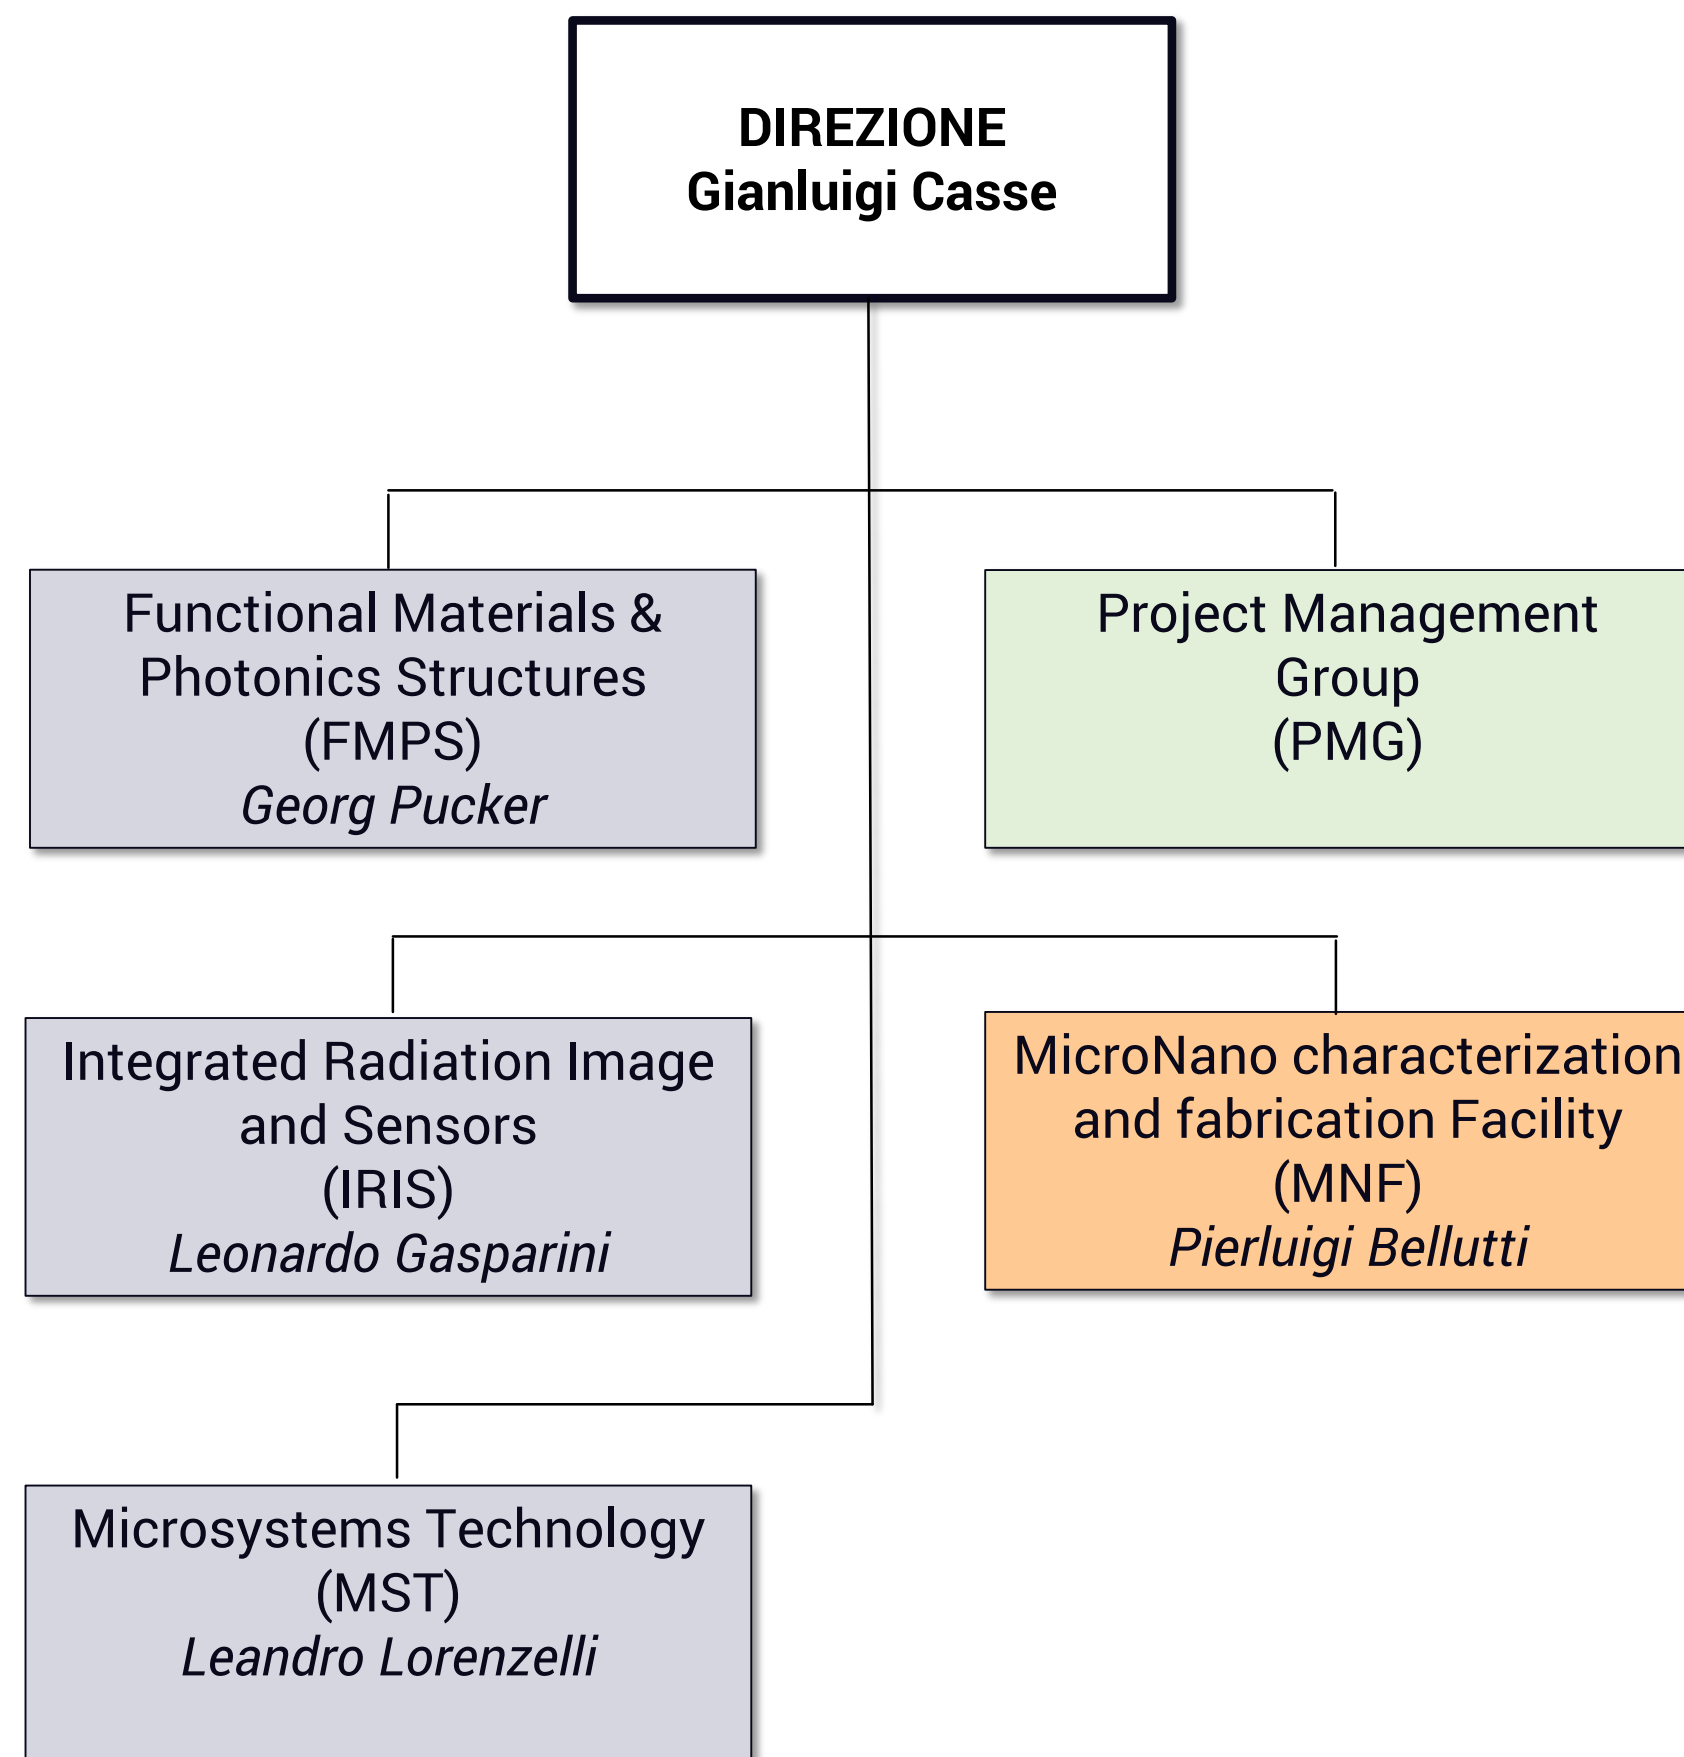 DIREZIONE
Gianluigi Casse
Functional Materials &
Photonics Structures
(FMPS)
Georg Pucker
Project Management
Group
(PMG)
Integrated Radiation Image
and Sensors
(IRIS)
Leonardo Gasparini
MicroNano characterization
and fabrication Facility
(MNF)
Pierluigi Bellutti
Microsystems Technology
(MST)
Leandro Lorenzelli